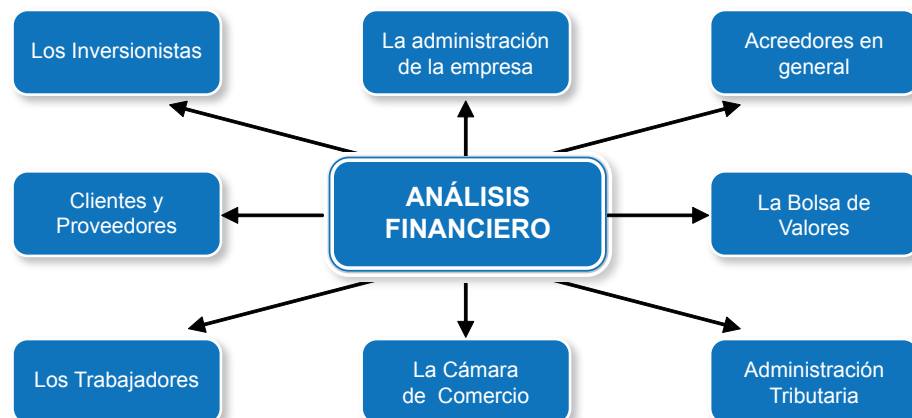 Los Inversionistas
La administración
de la empresa
Acreedores en
general
Clientes y
Proveedores
ANÁLISIS
FINANCIERO
La Bolsa de
Valores
Los Trabajadores
La Cámara
de Comercio
Administración
Tributaria